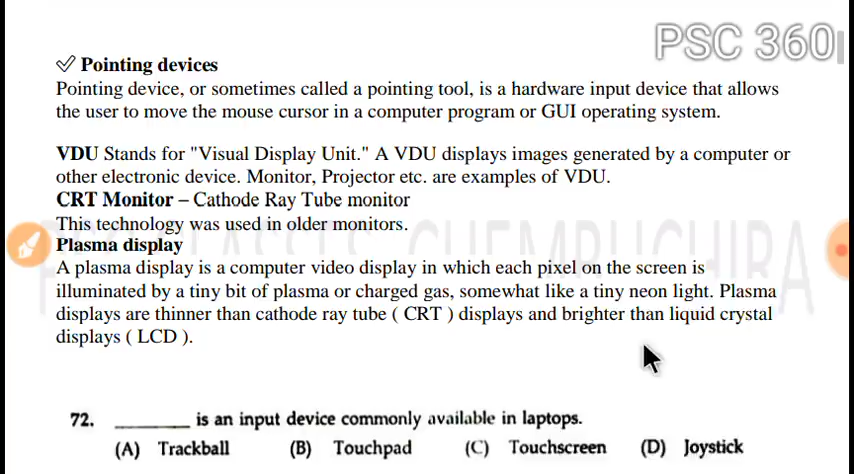 PSC 360
✓ Pointing devices
Pointing device, or sometimes called a pointing tool, is a hardware input device that allows
the user to move the mouse cursor in a computer program or GUI operating system.
VDU Stands for "Visual Display Unit." A VDU displays images generated by a computer or
other electronic device. Monitor, Projector etc. are examples of VDU.
CRT Monitor – Cathode Ray Tube monitor
This technology was used in older monitors.
Plasma display
A plasma display is a computer video display in which each pixel on the screen is
illuminated by a tiny bit of plasma or charged gas, somewhat like a tiny neon light. Plasma
displays are thinner than cathode ray tube ( CRT ) displays and brighter than liquid crystal
displays ( LCD ).
72. ________ is an input device commonly available in laptops.
(A) Trackball (B) Touchpad (C) Touchscreen (D) Joystick